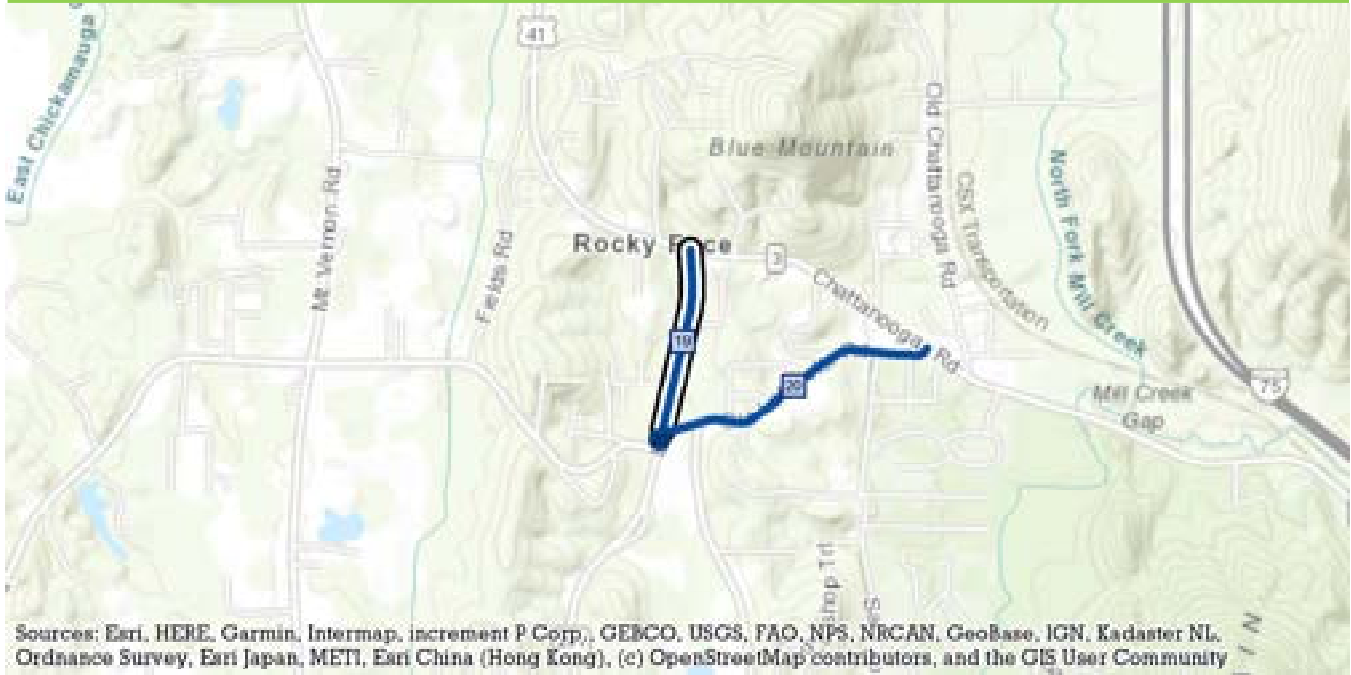 East Chickamauga
41
Mt Vernon Rd
Fields Rd
Blue Mountain
Old Chattanooga Rd
CSX Transportation
North Fork Mill Creek
Rocky Face
3
Chattanooga Rd
19
20
75
Mill Creek
Gap
Sources: Esri, HERE, Garmin, Intermap, increment P Corp., GEBCO, USGS, FAO, NPS, NRCAN, GeoBase, IGN, Kadaster NL,
Ordnance Survey, Esri Japan, METI, Esri China (Hong Kong), (c) OpenStreetMap contributors, and the GIS User Community